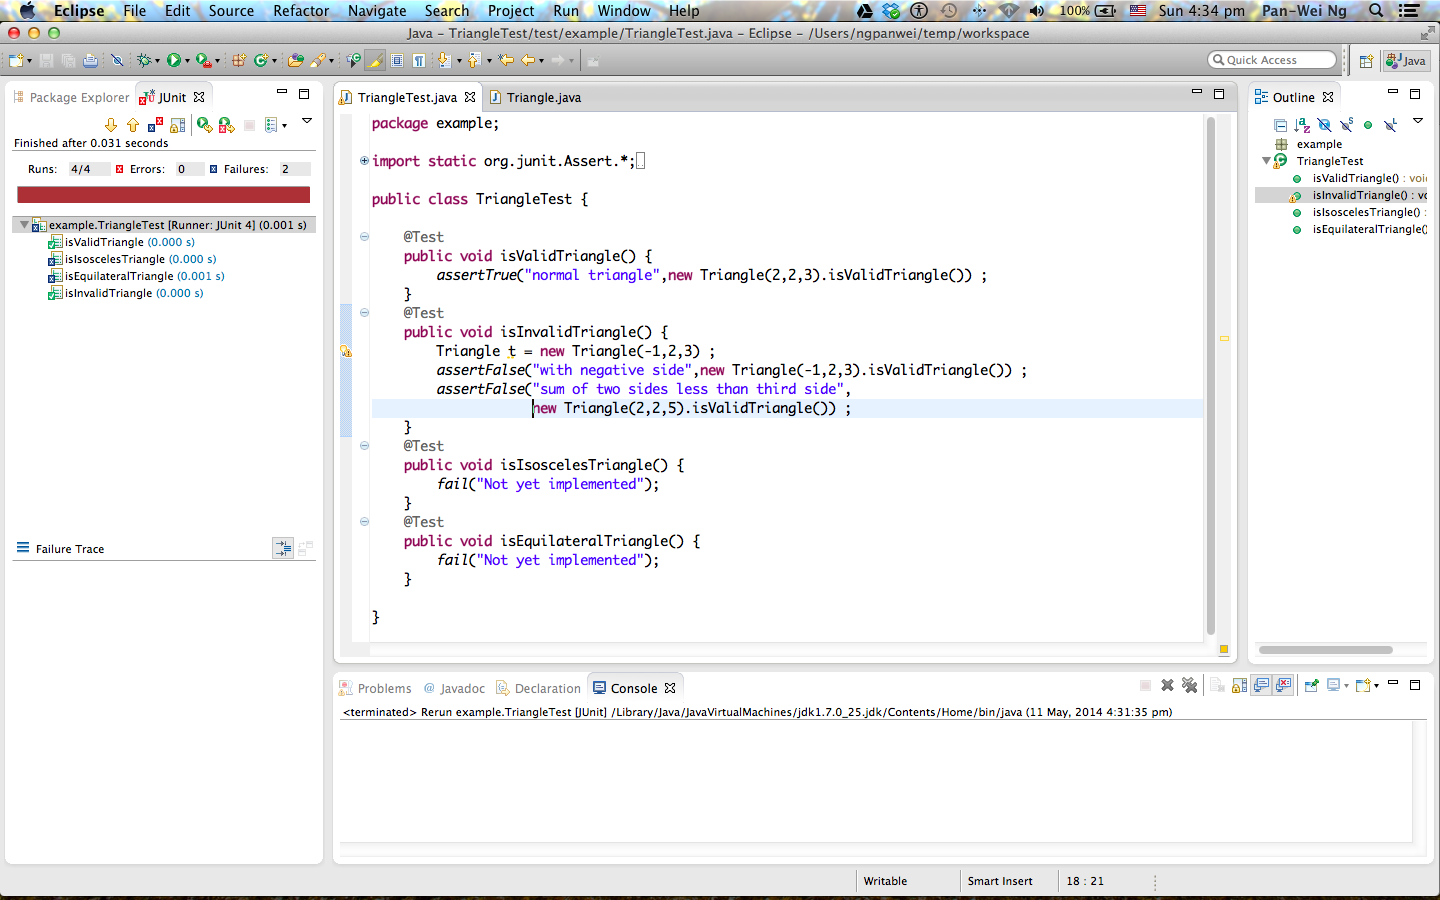 Eclipse File Edit Source Refactor Navigate Search Project Run Window Help 100% Sun 4:34 pm Pan-Wei Ng
Java – TriangleTest/test/example/TriangleTest.java – Eclipse – /Users/ngpanwei/temp/workspace
Quick Access
Java
Package Explorer
JUnit
Finished after 0.031 seconds
Runs: 4/4 Errors: 0 Failures: 2
example.TriangleTest [Runner: JUnit 4] (0.001 s)
isValidTriangle (0.000 s)
isIsoscelesTriangle (0.000 s)
isEquilateralTriangle (0.001 s)
isInvalidTriangle (0.000 s)
Failure Trace
TriangleTest.java
Triangle.java
package example;
import static org.junit.Assert.*;
public class TriangleTest {
@Test
public void isValidTriangle() {
assertTrue("normal triangle",new Triangle(2,2,3).isValidTriangle()) ;
}
@Test
public void isInvalidTriangle() {
Triangle t = new Triangle(-1,2,3) ;
assertFalse("with negative side",new Triangle(-1,2,3).isValidTriangle()) ;
assertFalse("sum of two sides less than third side",
new Triangle(2,2,5).isValidTriangle()) ;
}
@Test
public void isIsoscelesTriangle() {
fail("Not yet implemented");
}
@Test
public void isEquilateralTriangle() {
fail("Not yet implemented");
}
}
Outline
example
TriangleTest
isValidTriangle() : void
isInvalidTriangle() : vo
isIsoscelesTriangle() :
isEquilateralTriangle()
Problems
@ Javadoc
Declaration
Console
<terminated> Rerun example.TriangleTest [JUnit] /Library/Java/JavaVirtualMachines/jdk1.7.0_25.jdk/Contents/Home/bin/java (11 May, 2014 4:31:35 pm)
Writable
Smart Insert
18 : 21